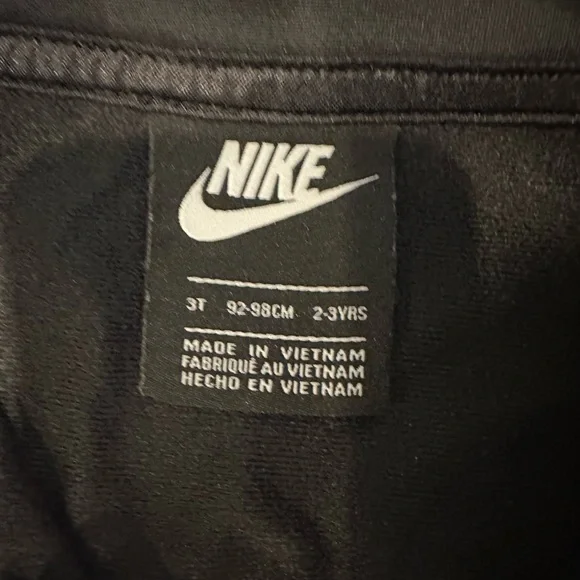 NIKE
3T 92-98CM 2-3YRS
MADE IN VIETNAM
FABRIQUÉ AU VIETNAM
HECHO EN VIETNAM